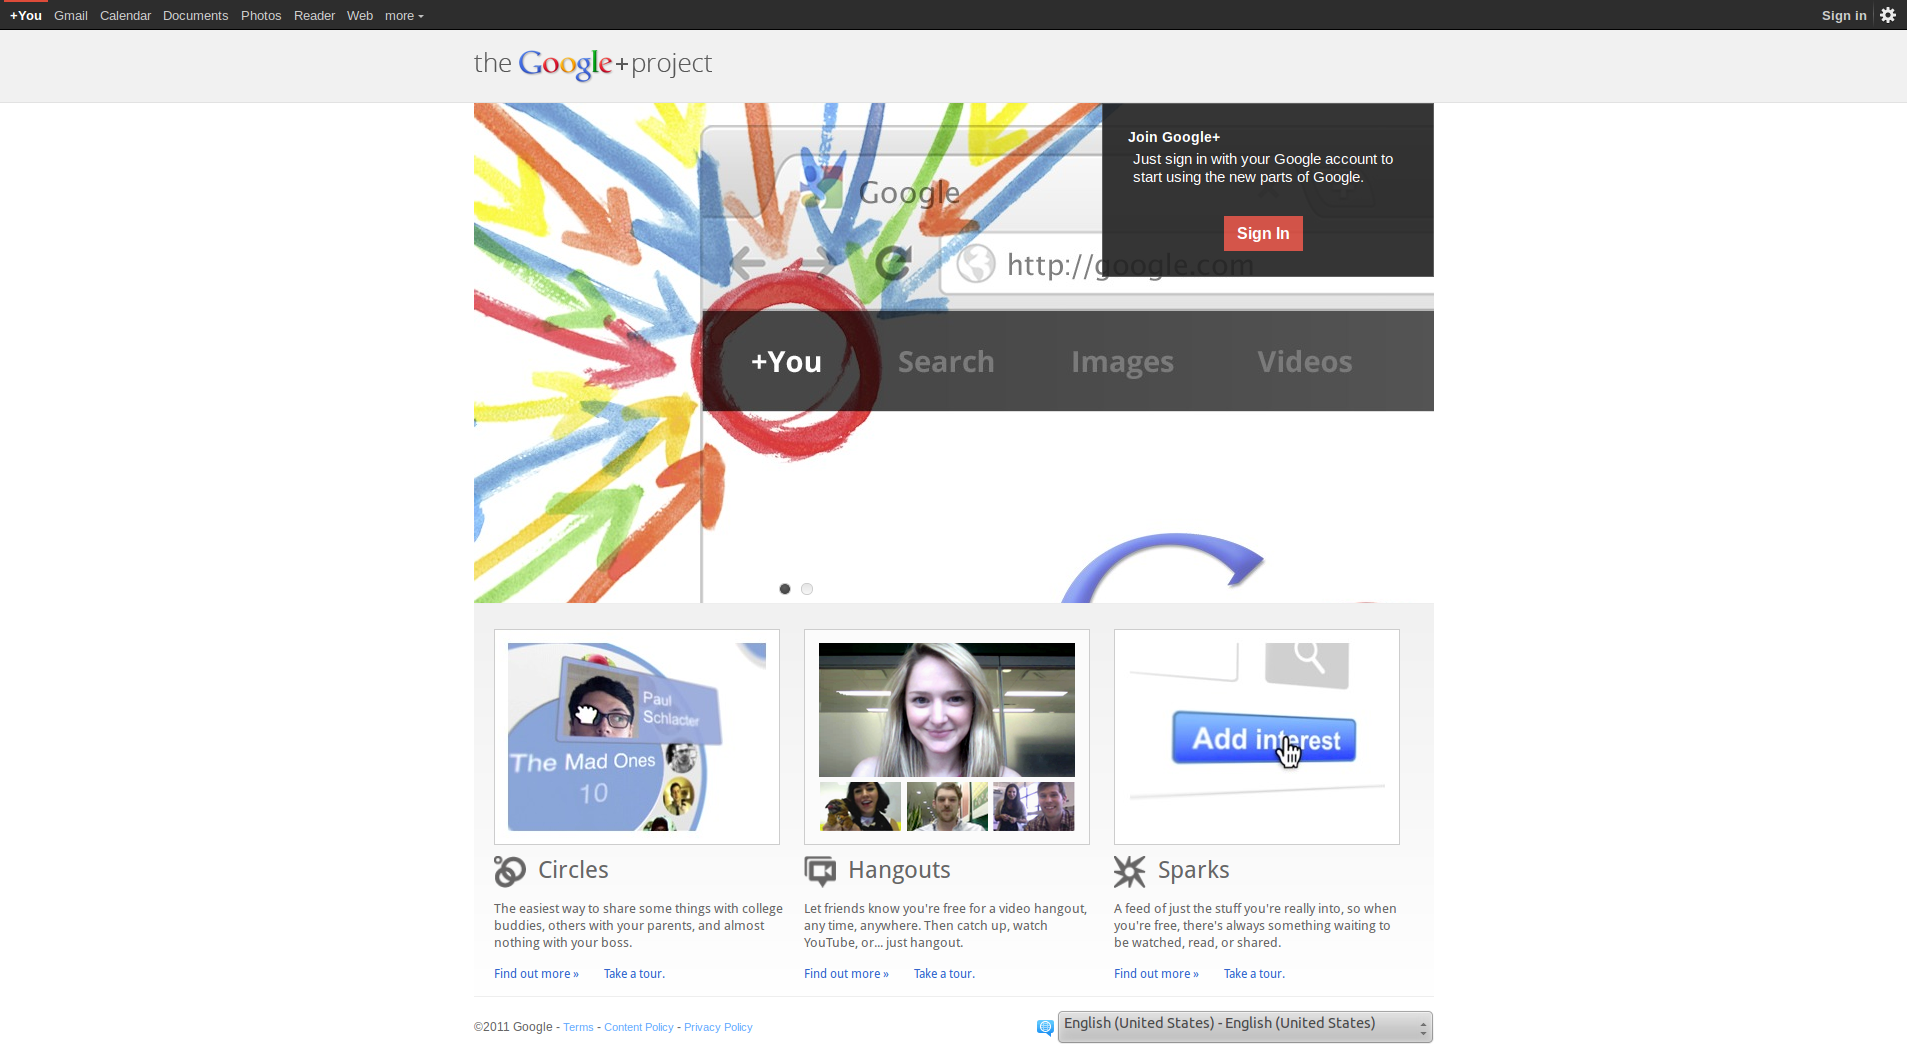 +You Gmail Calendar Documents Photos Reader Web more Sign in
the Google+project
Join Google+
Just sign in with your Google account to
start using the new parts of Google.
Sign In
Google
http://google.com
+You Search Images Videos
Paul
Schlacter
The Mad Ones
10
Add interest
Circles
The easiest way to share some things with college
buddies, others with your parents, and almost
nothing with your boss.
Find out more » Take a tour.
Hangouts
Let friends know you're free for a video hangout,
any time, anywhere. Then catch up, watch
YouTube, or... just hangout.
Find out more » Take a tour.
Sparks
A feed of just the stuff you're really into, so when
you're free, there's always something waiting to
be watched, read, or shared.
Find out more » Take a tour.
©2011 Google - Terms - Content Policy - Privacy Policy
English (United States) - English (United States)